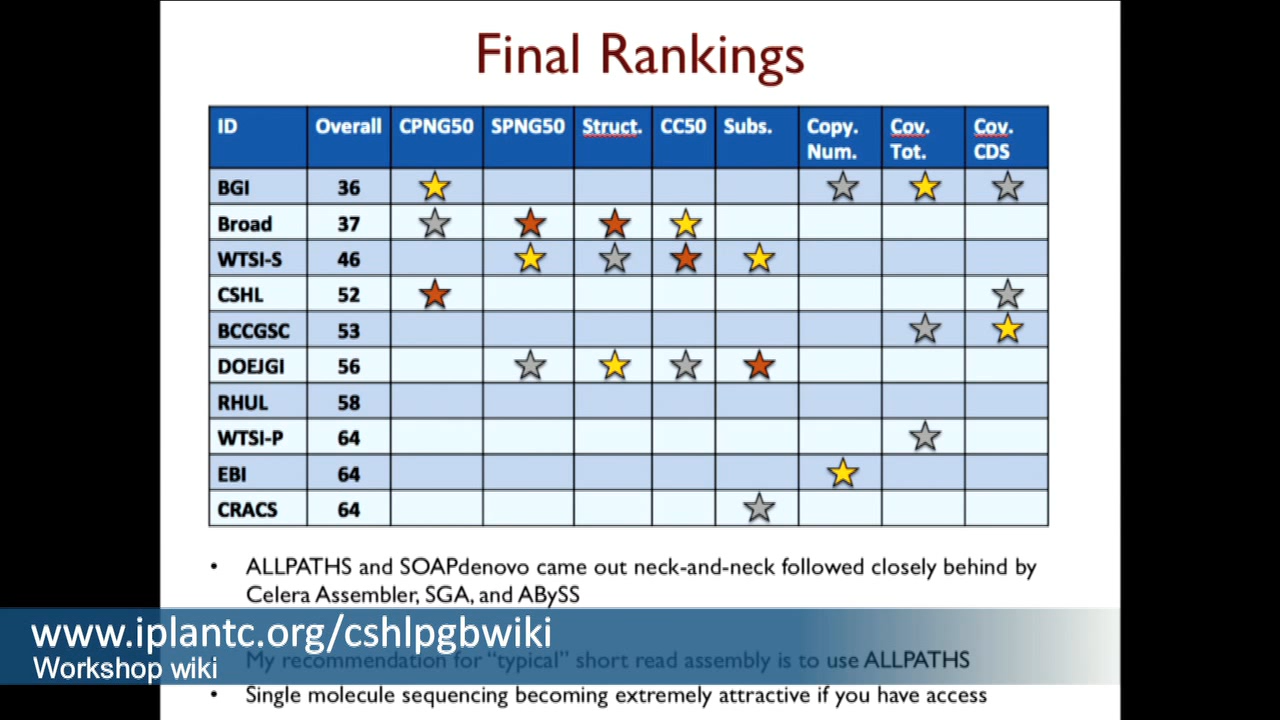 Final Rankings
ID Overall CPNG50 SPNG50 Struct. CC50 Subs. Copy. Num. Cov. Tot. Cov. CDS
BGI 36
Broad 37
WTSI-S 46
CSHL 52
BCCGSC 53
DOEJGI 56
RHUL 58
WTSI-P 64
EBI 64
CRACS 64
• ALLPATHS and SOAPdenovo came out neck-and-neck followed closely behind by
Celera Assembler, SGA, and ABySS
www.iplantc.org/cshlpgbwiki
Workshop wiki
My recommendation for “typical” short read assembly is to use ALLPATHS
• Single molecule sequencing becoming extremely attractive if you have access